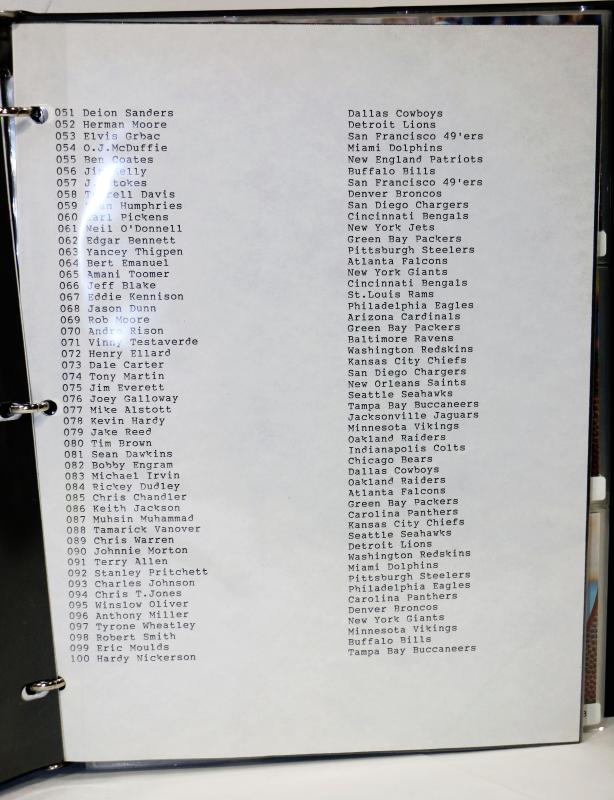 051 Deion Sanders Dallas Cowboys
052 Herman Moore Detroit Lions
053 Elvis Grbac San Francisco 49'ers
054 O.J.McDuffie Miami Dolphins
055 Ben Coates New England Patriots
056 Jim Kelly Buffalo Bills
057 Stokes San Francisco 49'ers
058 Davis Denver Broncos
059 Humphries San Diego Chargers
060 Carl Pickens Cincinnati Bengals
061 Neil O'Donnell New York Jets
062 Edgar Bennett Green Bay Packers
063 Yancey Thigpen Pittsburgh Steelers
064 Bert Emanuel Atlanta Falcons
065 Amani Toomer New York Giants
066 Jeff Blake Cincinnati Bengals
067 Eddie Kennison St.Louis Rams
068 Jason Dunn Philadelphia Eagles
069 Rob Moore Arizona Cardinals
070 Andre Rison Green Bay Packers
071 Vinny Testaverde Baltimore Ravens
072 Henry Ellard Washington Redskins
073 Dale Carter Kansas City Chiefs
074 Tony Martin San Diego Chargers
075 Jim Everett New Orleans Saints
076 Joey Galloway Seattle Seahawks
077 Mike Alstott Tampa Bay Buccaneers
078 Kevin Hardy Jacksonville Jaguars
079 Jake Reed Minnesota Vikings
080 Tim Brown Oakland Raiders
081 Sean Dawkins Indianapolis Colts
082 Bobby Engram Chicago Bears
083 Michael Irvin Dallas Cowboys
084 Rickey Dudley Oakland Raiders
085 Chris Chandler Atlanta Falcons
086 Keith Jackson Green Bay Packers
087 Muhsin Muhammad Carolina Panthers
088 Tamarick Vanover Kansas City Chiefs
089 Chris Warren Seattle Seahawks
090 Johnnie Morton Detroit Lions
091 Terry Allen Washington Redskins
092 Stanley Pritchett Miami Dolphins
093 Charles Johnson Pittsburgh Steelers
094 Chris T.Jones Philadelphia Eagles
095 Winslow Oliver Carolina Panthers
096 Anthony Miller Denver Broncos
097 Tyrone Wheatley New York Giants
098 Robert Smith Minnesota Vikings
099 Eric Moulds Buffalo Bills
100 Hardy Nickerson Tampa Bay Buccaneers